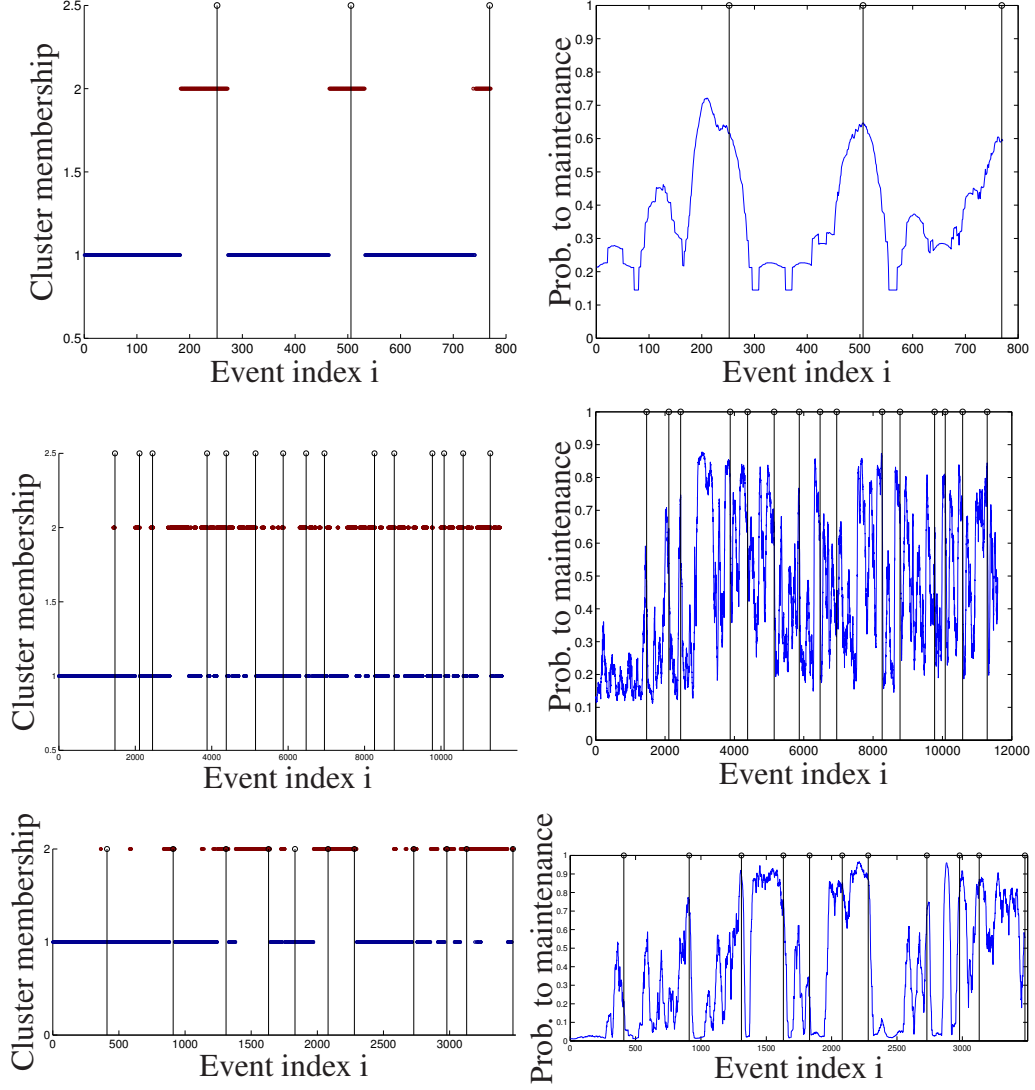 2.5
2
1.5
1
0.5
0 100 200 300 400 500 600 700 800
Cluster membership
Event index i
1
0.9
0.8
0.7
0.6
0.5
0.4
0.3
0.2
0.1
0
0 100 200 300 400 500 600 700 800
Prob. to maintenance
Event index i
2.5
2
1.5
1
0.5
0 2000 4000 6000 8000 10000
Cluster membership
Event index i
1
0.9
0.8
0.7
0.6
0.5
0.4
0.3
0.2
0.1
0
0 2000 4000 6000 8000 10000 12000
Prob. to maintenance
Event index i
2
1
0
0 500 1000 1500 2000 2500 3000
Cluster membership
Event index i
1
0.9
0.8
0.7
0.6
0.5
0.4
0.3
0.2
0.1
0
0 500 1000 1500 2000 2500 3000
Prob. to maintenance
Event index i